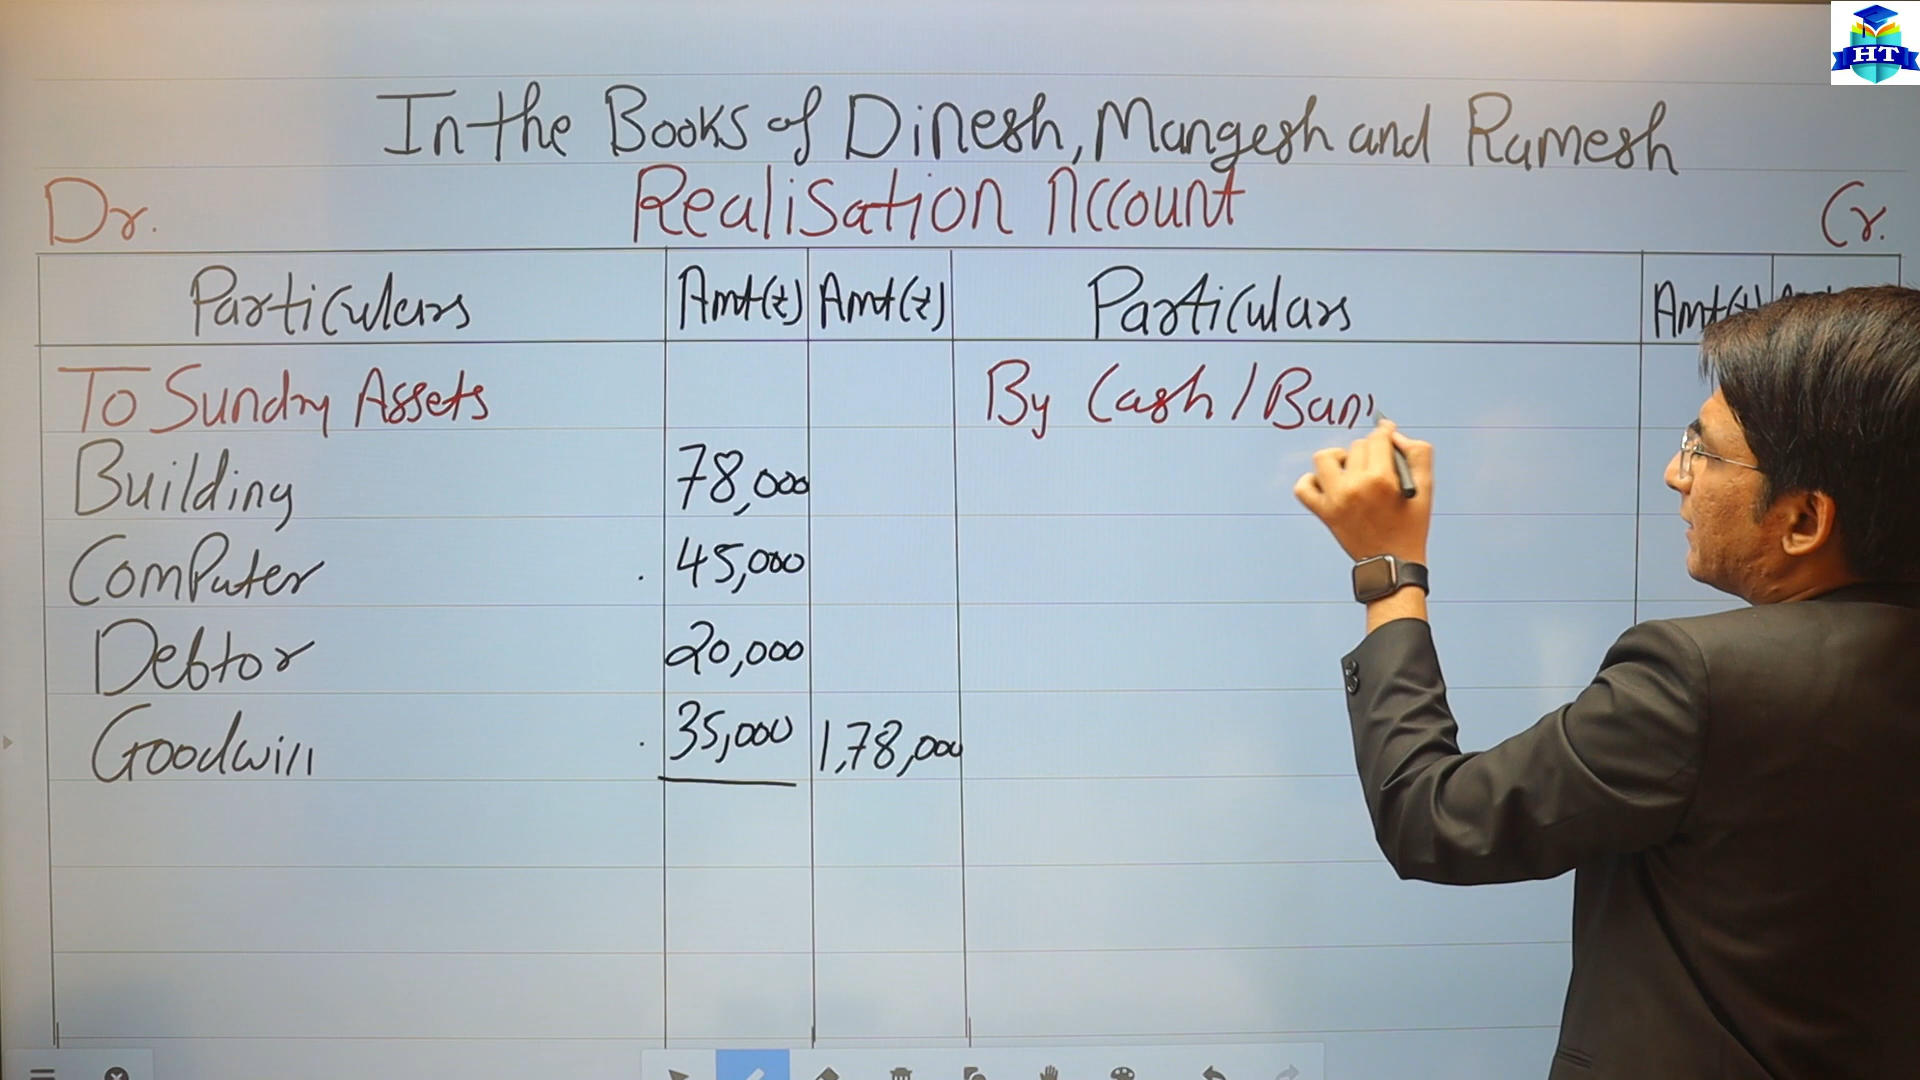 HT
In the Books of Dinesh, Mangesh and Ramesh
Dr. Realisation Account Cr.
Particulars Amt(₹) Amt(₹) Particulars Amt(₹)
To Sundry Assets By Cash/Ban
Building 78,000
Computer 45,000
Debtor 20,000
Goodwill 35,000 1,78,000